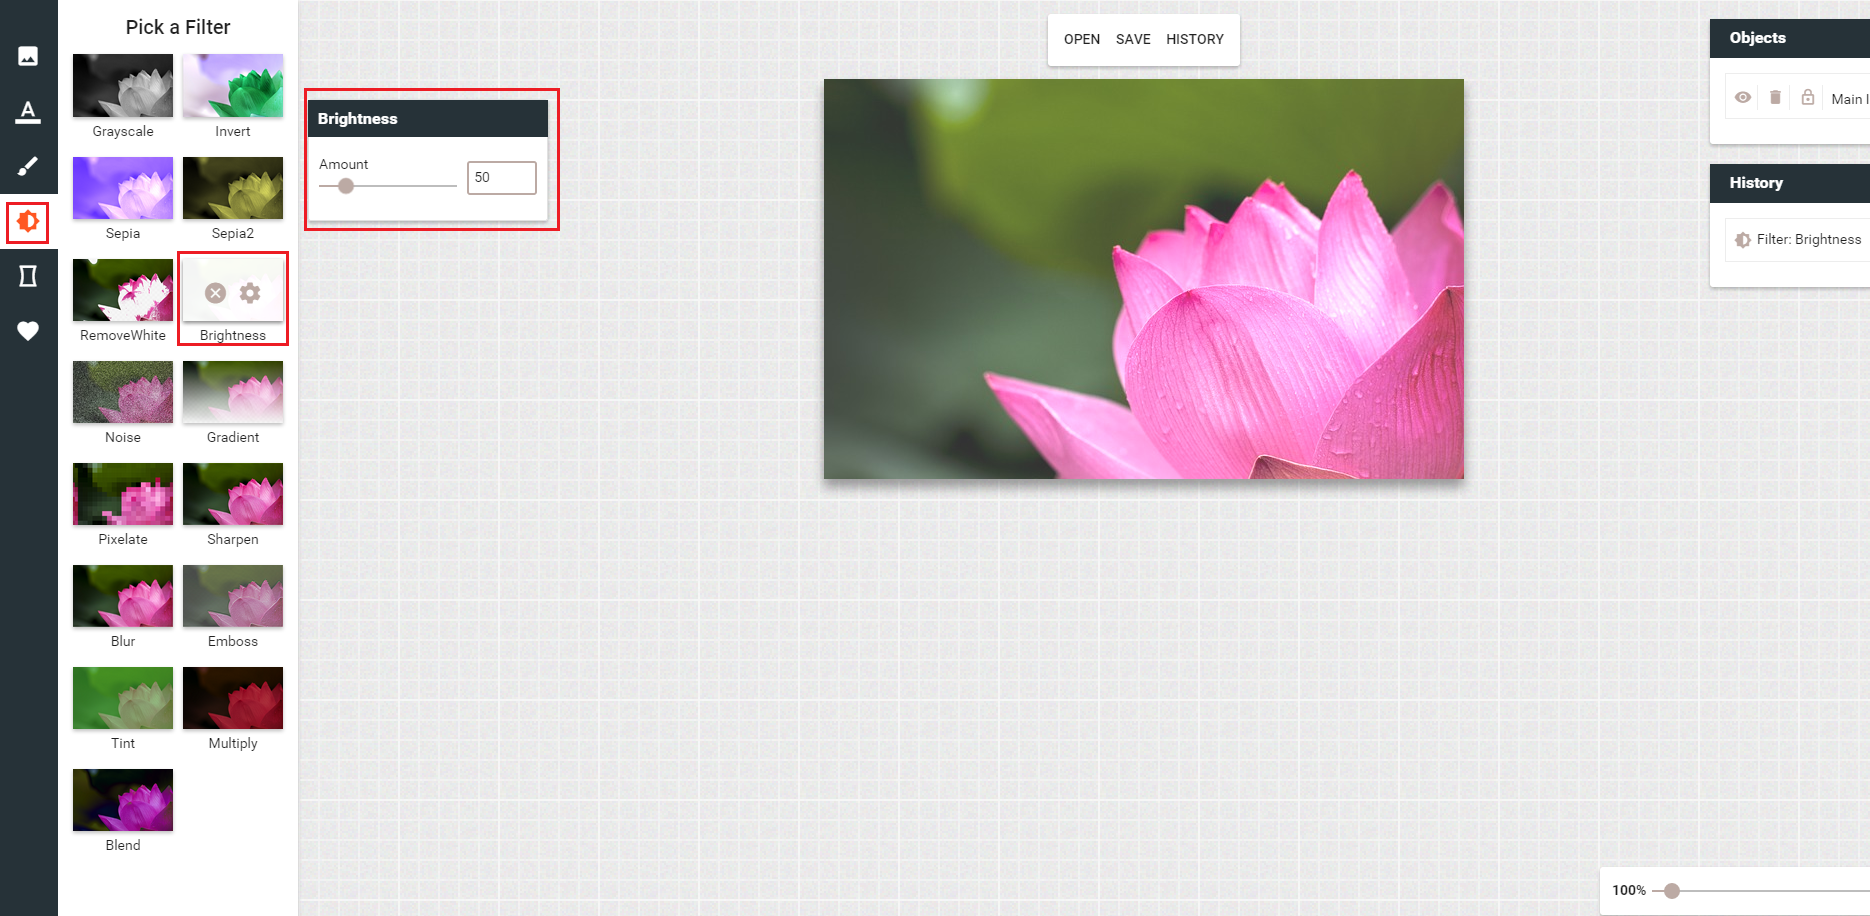 Pick a Filter
Grayscale
Invert
Sepia
Sepia2
RemoveWhite
Brightness
Noise
Gradient
Pixelate
Sharpen
Blur
Emboss
Tint
Multiply
Blend
Brightness
Amount
50
OPEN SAVE HISTORY
Objects
Main
History
Filter: Brightness
100%